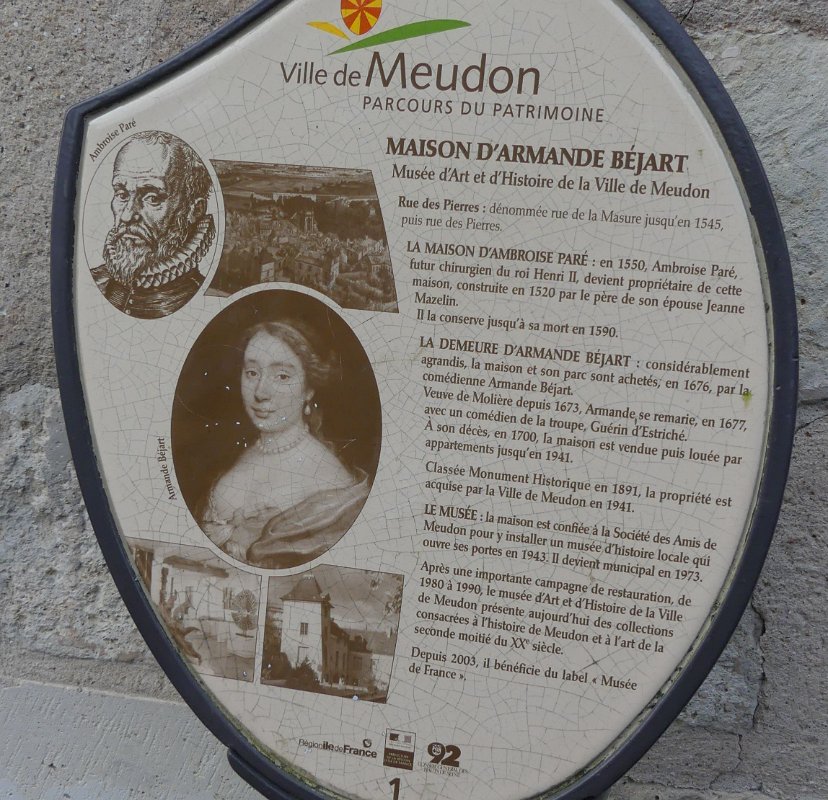 Ville de Meudon
PARCOURS DU PATRIMOINE
MAISON D'ARMANDE BÉJART
Musée d'Art et d'Histoire de la Ville de Meudon
Ambroise Paré
Rue des Pierres : dénommée rue de la Masure jusqu'en 1545,
puis rue des Pierres.
LA MAISON D'AMBROISE PARÉ : en 1550, Ambroise Paré,
futur chirurgien du roi Henri II, devient propriétaire de cette
maison, construite en 1520 par le père de son épouse Jeanne
Mazelin.
Il la conserve jusqu'à sa mort en 1590.
LA DEMEURE D'ARMANDE BÉJART : considérablement
agrandis, la maison et son parc sont achetés, en 1676, par la
comédienne Armande Béjart.
Veuve de Molière depuis 1673, Armande se remarie, en 1677,
avec un comédien de la troupe, Guérin d'Estriché.
À son décès, en 1700, la maison est vendue puis louée par
appartements jusqu'en 1941.
Armande Béjart
Classée Monument Historique en 1891, la propriété est
acquise par la Ville de Meudon en 1941.
LE MUSÉE : la maison est confiée à la Société des Amis de
Meudon pour y installer un musée d'histoire locale qui
ouvre ses portes en 1943. Il devient municipal en 1973.
Après une importante campagne de restauration, de
1980 à 1990, le musée d'Art et d'Histoire de la Ville
de Meudon présente aujourd'hui des collections
consacrées à l'histoire de Meudon et à l'art de la
seconde moitié du XXe siècle.
Depuis 2003, il bénéficie du label « Musée
de France ».
Région île de France
92
1